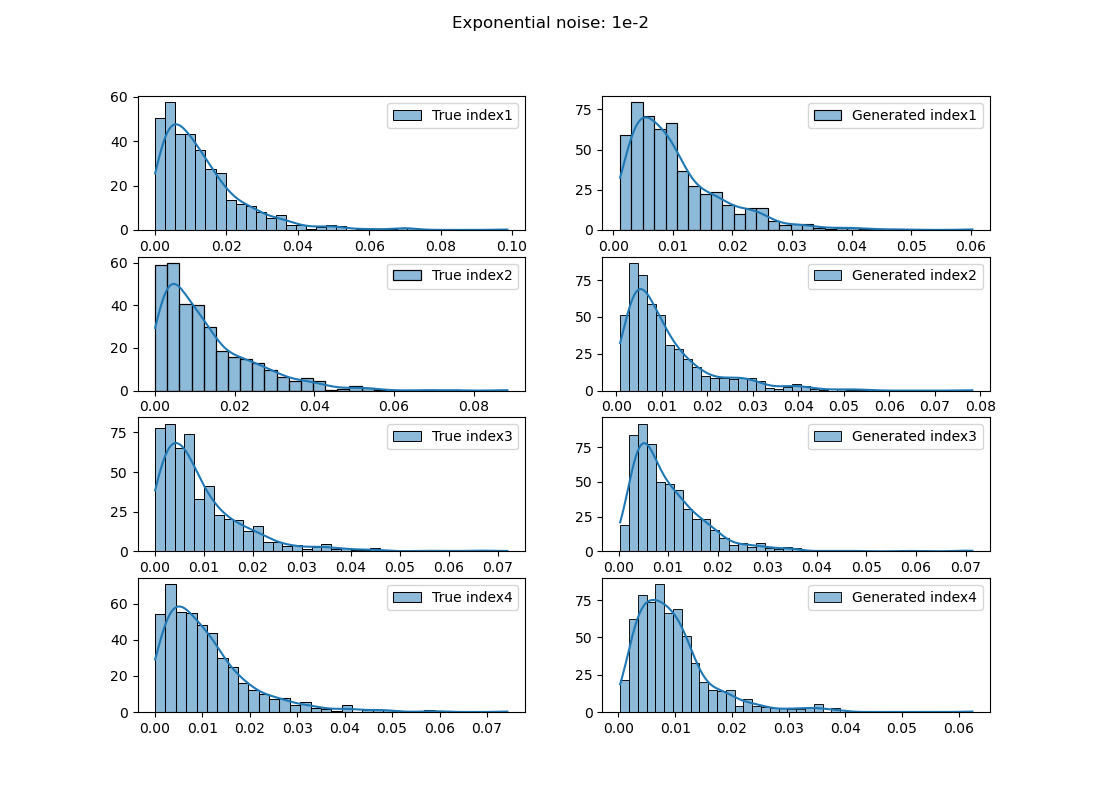 Exponential noise: 1e-2
True index1
60
40
20
0
0.00 0.02 0.04 0.06 0.08 0.10
Generated index1
75
50
25
0
0.00 0.01 0.02 0.03 0.04 0.05 0.06
True index2
60
40
20
0
0.00 0.02 0.04 0.06 0.08
Generated index2
75
50
25
0
0.00 0.01 0.02 0.03 0.04 0.05 0.06 0.07 0.08
True index3
75
50
25
0
0.00 0.01 0.02 0.03 0.04 0.05 0.06 0.07
Generated index3
75
50
25
0
0.00 0.01 0.02 0.03 0.04 0.05 0.06 0.07
True index4
60
40
20
0
0.00 0.01 0.02 0.03 0.04 0.05 0.06 0.07
Generated index4
75
50
25
0
0.00 0.01 0.02 0.03 0.04 0.05 0.06